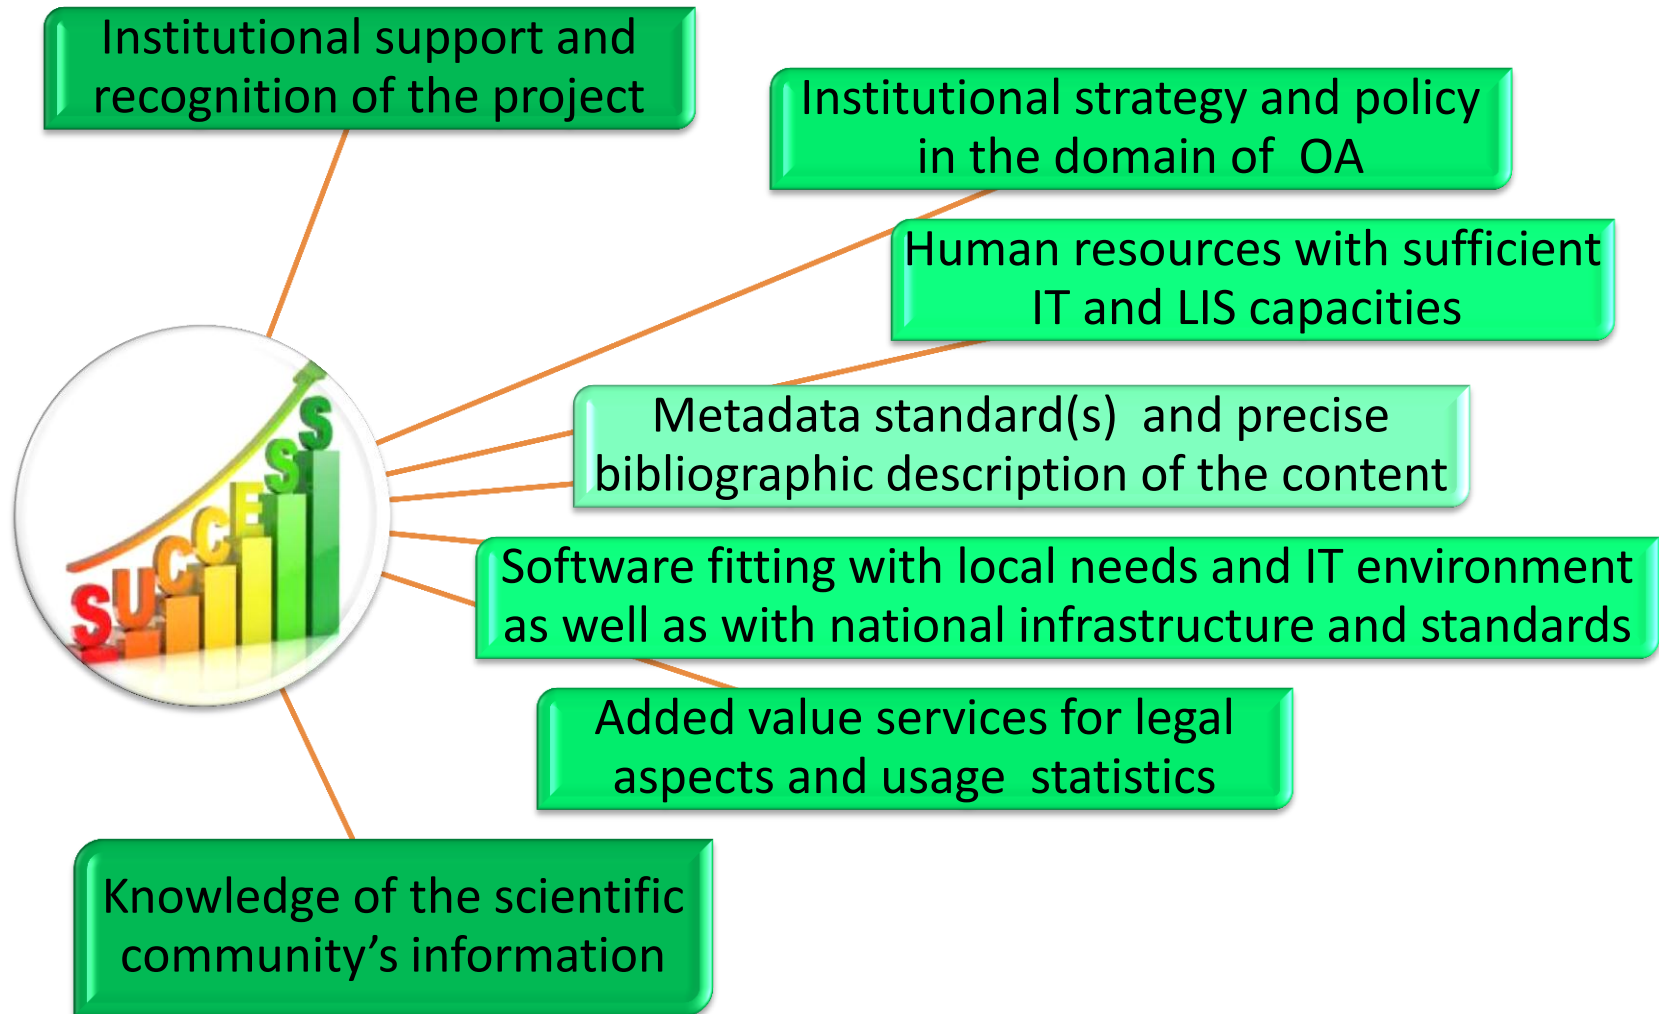 Institutional support and
recognition of the project
Institutional strategy and policy
in the domain of  OA
Human resources with sufficient
IT and LIS capacities
SUCCESS
Metadata standard(s)  and precise
bibliographic description of the content
Software fitting with local needs and IT environment
as well as with national infrastructure and standards
Added value services for legal
aspects and usage  statistics
Knowledge of the scientific
community’s information